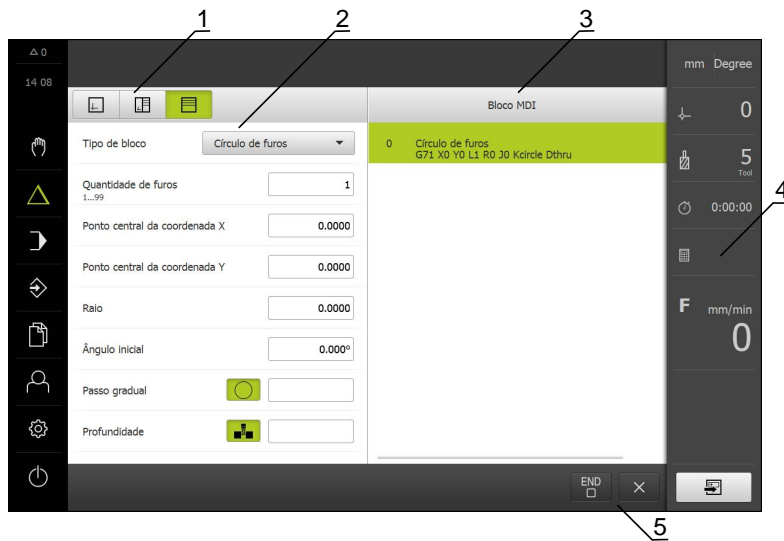 1
2
3
0
14 08
mm Degree
Bloco MDI
0
Tipo de bloco
Círculo de furos
0 Círculo de furos
G71 X0 Y0 L1 R0 J0 Kcircle Dthru
5
Tool
Quantidade de furos
1...99
1
4
0:00:00
Ponto central da coordenada X
0.0000
Ponto central da coordenada Y
0.0000
Raio
0.0000
F mm/min
0
Ângulo inicial
0.000°
Passo gradual
Profundidade
END
5